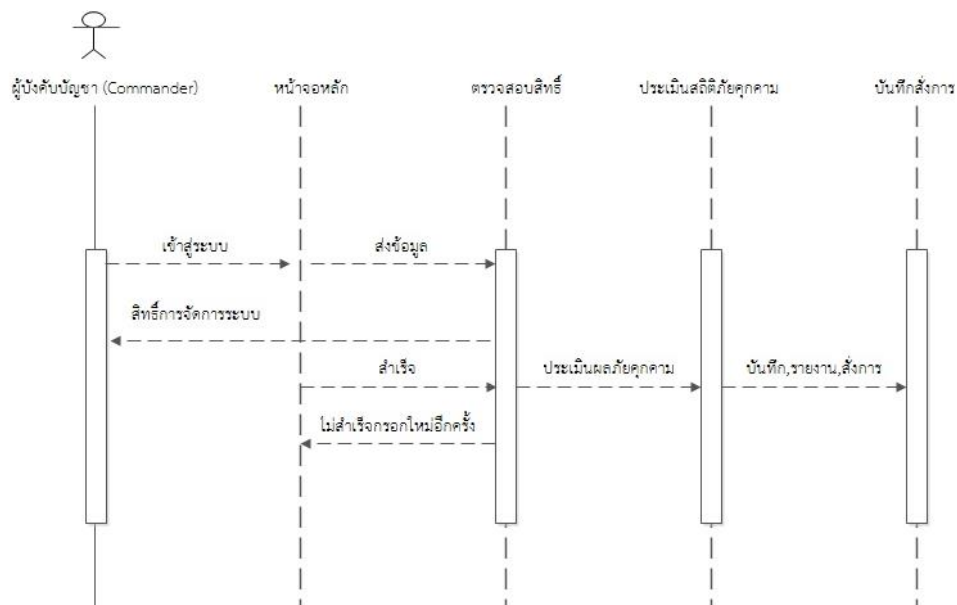 ผู้บังคับบัญชา (Commander)
หน้าจอหลัก
ตรวจสอบสิทธิ์
ประเมินสถิติภัยคุกคาม
บันทึกสั่งการ
เข้าสู่ระบบ
ส่งข้อมูล
สิทธิ์การจัดการระบบ
สำเร็จ
ประเมินผลภัยคุกคาม
บันทึก,รายงาน,สั่งการ
ไม่สำเร็จกรอกใหม่อีกครั้ง